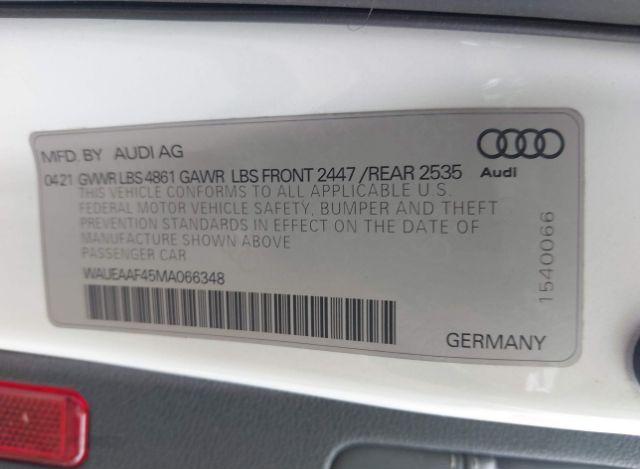 MFD. BY AUDI AG
0421 GVWR LBS 4861 GAWR LBS FRONT 2447 /REAR 2535
THIS VEHICLE CONFORMS TO ALL APPLICABLE U.S.
FEDERAL MOTOR VEHICLE SAFETY, BUMPER AND THEFT
PREVENTION STANDARDS IN EFFECT ON THE DATE OF
MANUFACTURE SHOWN ABOVE
PASSENGER CAR
WAUEAAF45MA066348
Audi
1540066
GERMANY